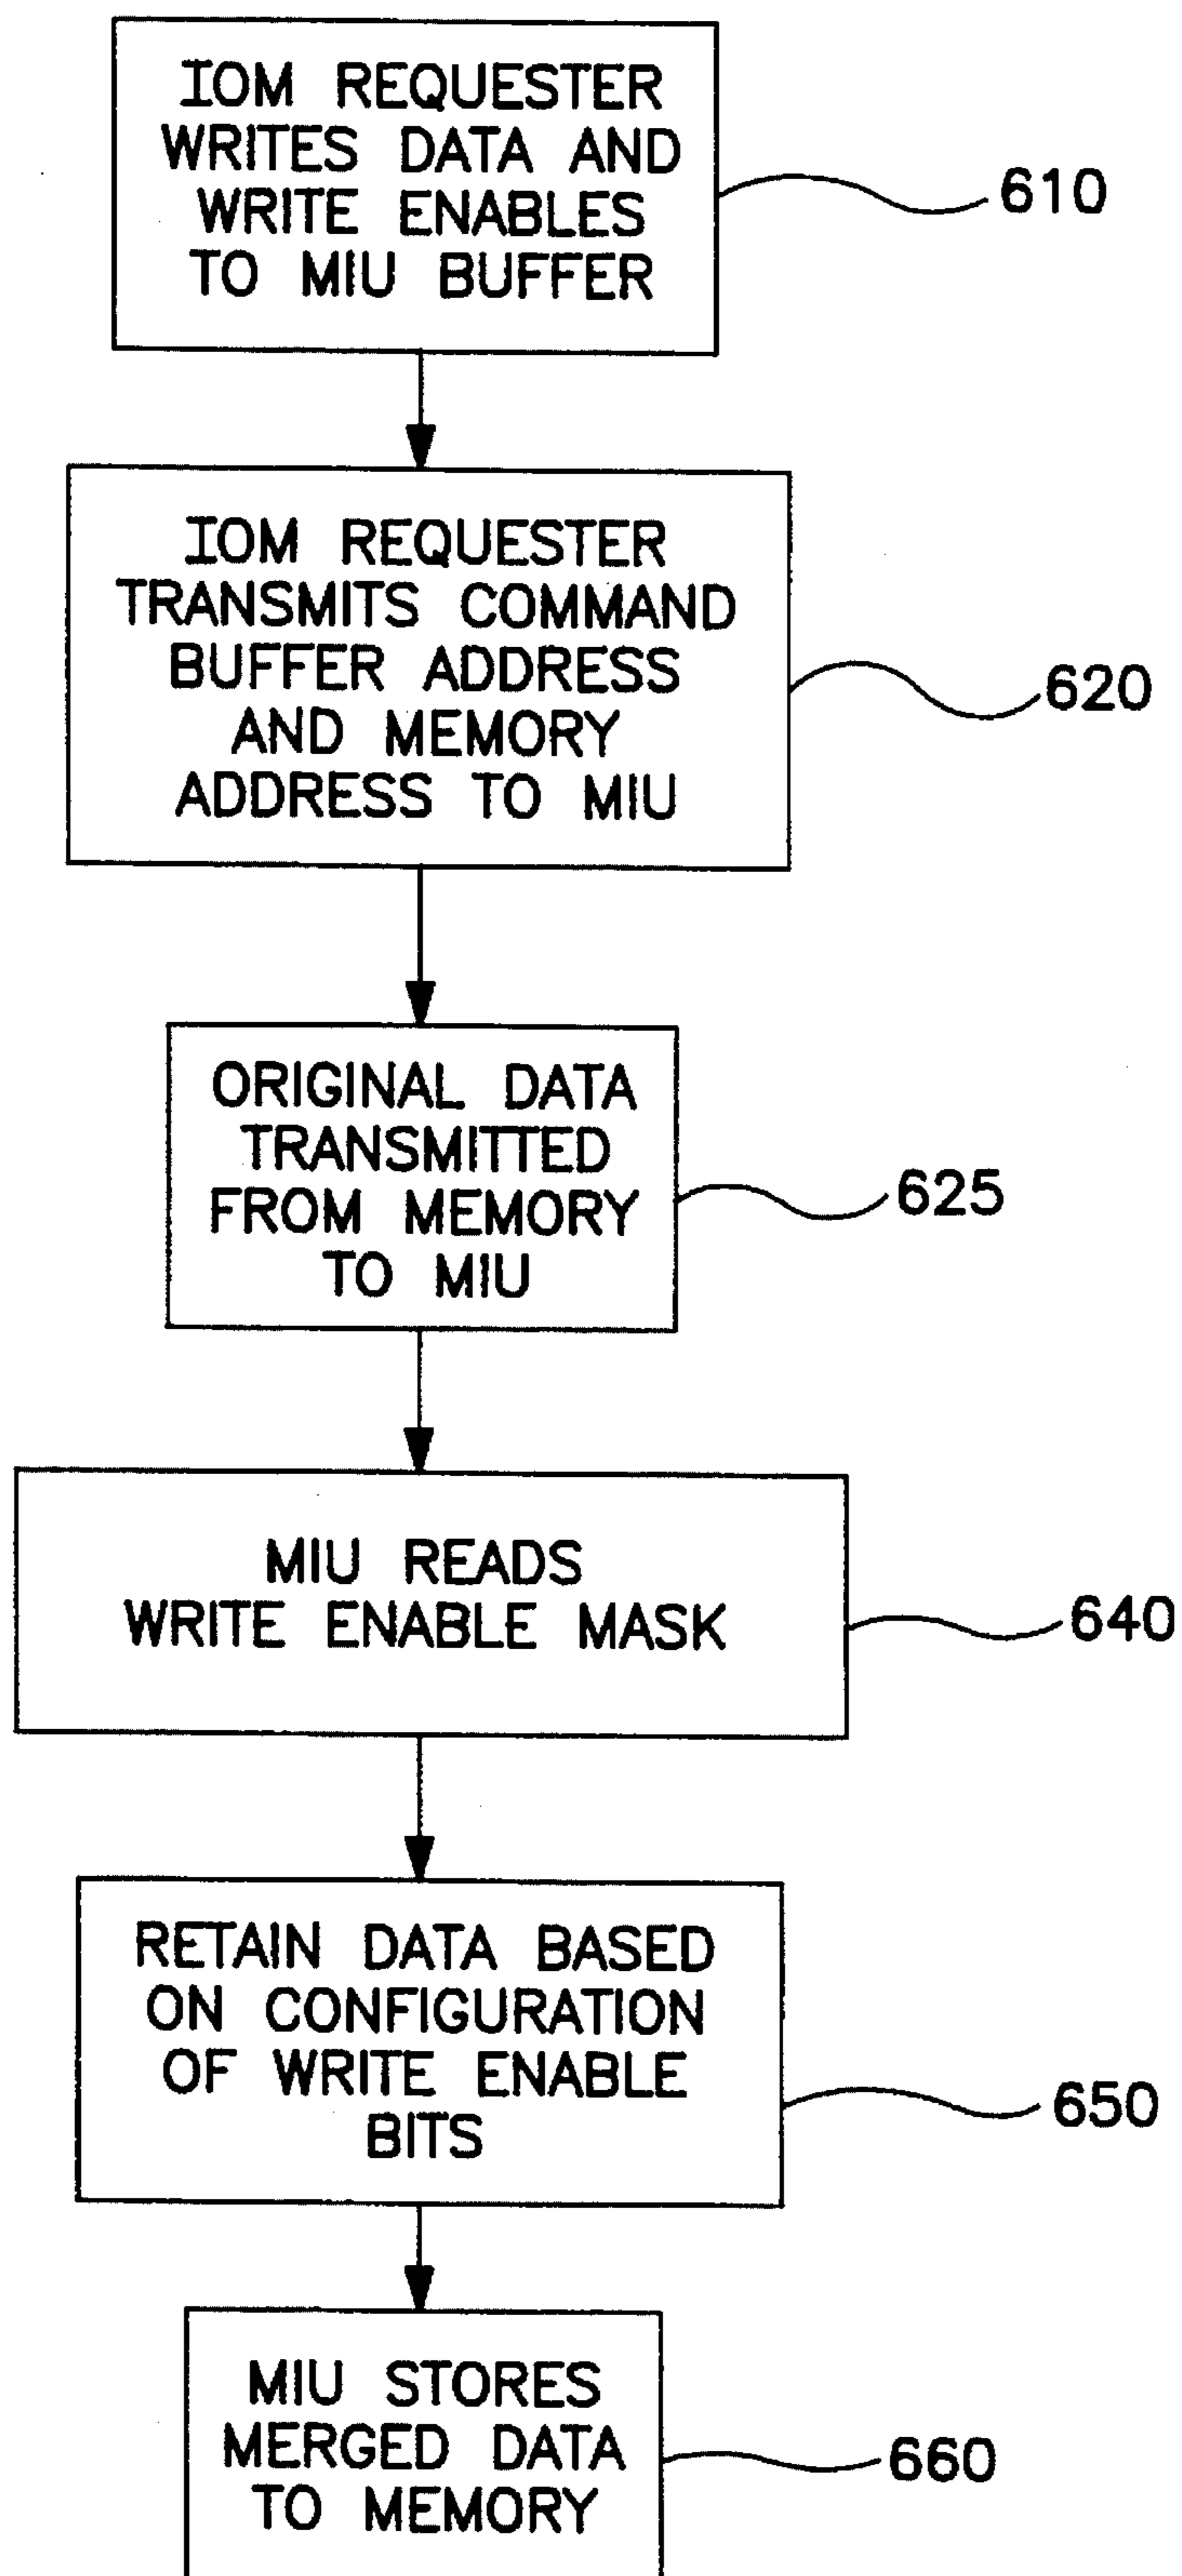 IOM REQUESTER
WRITES DATA AND
WRITE ENABLES
TO MIU BUFFER
610
IOM REQUESTER
TRANSMITS COMMAND
BUFFER ADDRESS
AND MEMORY
ADDRESS TO MIU
620
ORIGINAL DATA
TRANSMITTED
FROM MEMORY
TO MIU
625
MIU READS
WRITE ENABLE MASK
640
RETAIN DATA BASED
ON CONFIGURATION
OF WRITE ENABLE
BITS
650
MIU STORES
MERGED DATA
TO MEMORY
660